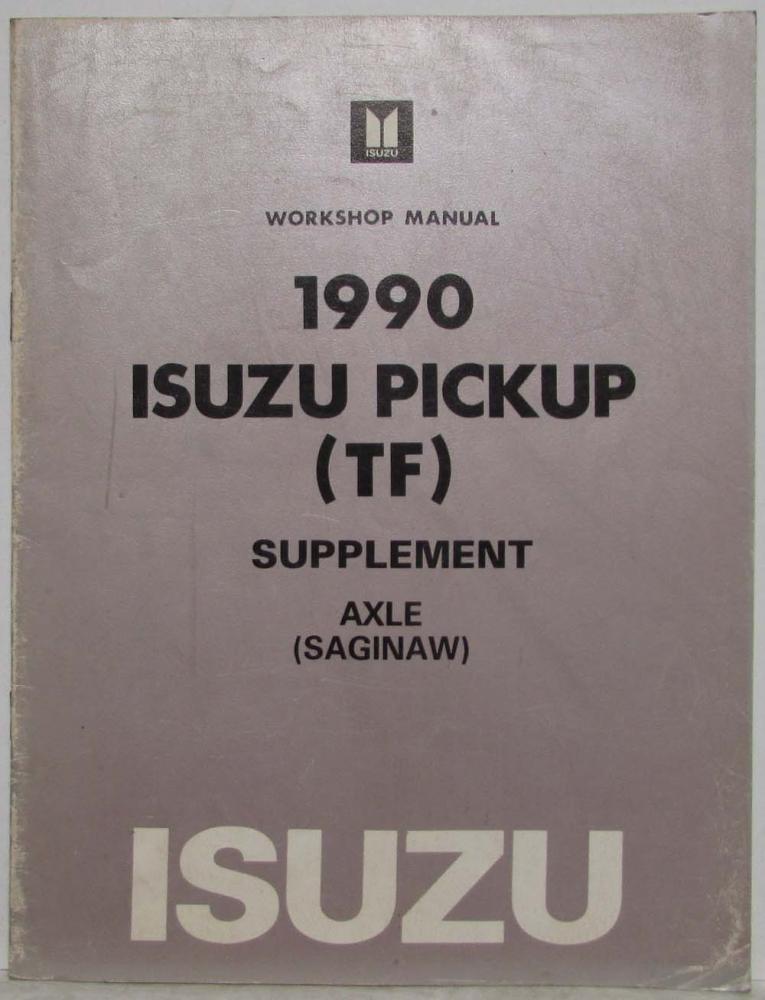 ISUZU
WORKSHOP MANUAL
1990
ISUZU PICKUP
(TF)
SUPPLEMENT
AXLE
(SAGINAW)
ISUZU